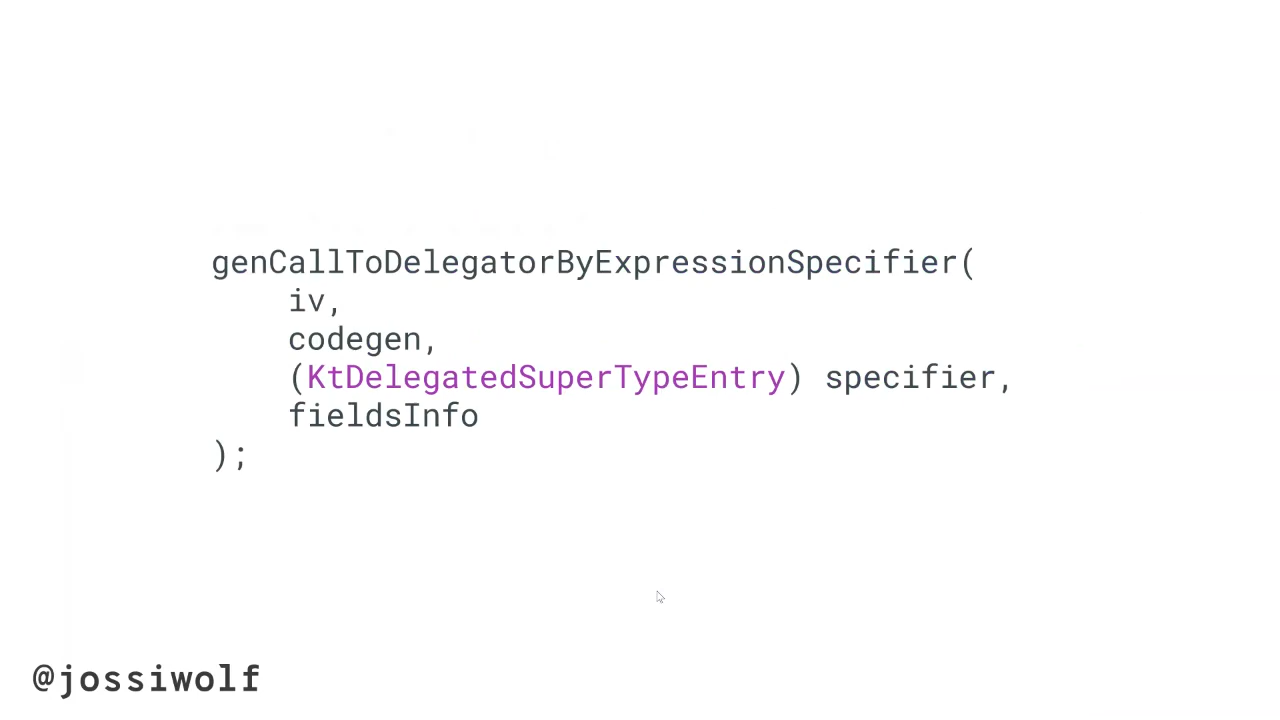 genCallToDelegatorByExpressionSpecifier(
    iv,
    codegen,
    (KtDelegatedSuperTypeEntry) specifier,
    fieldsInfo
);
@jossiwolf